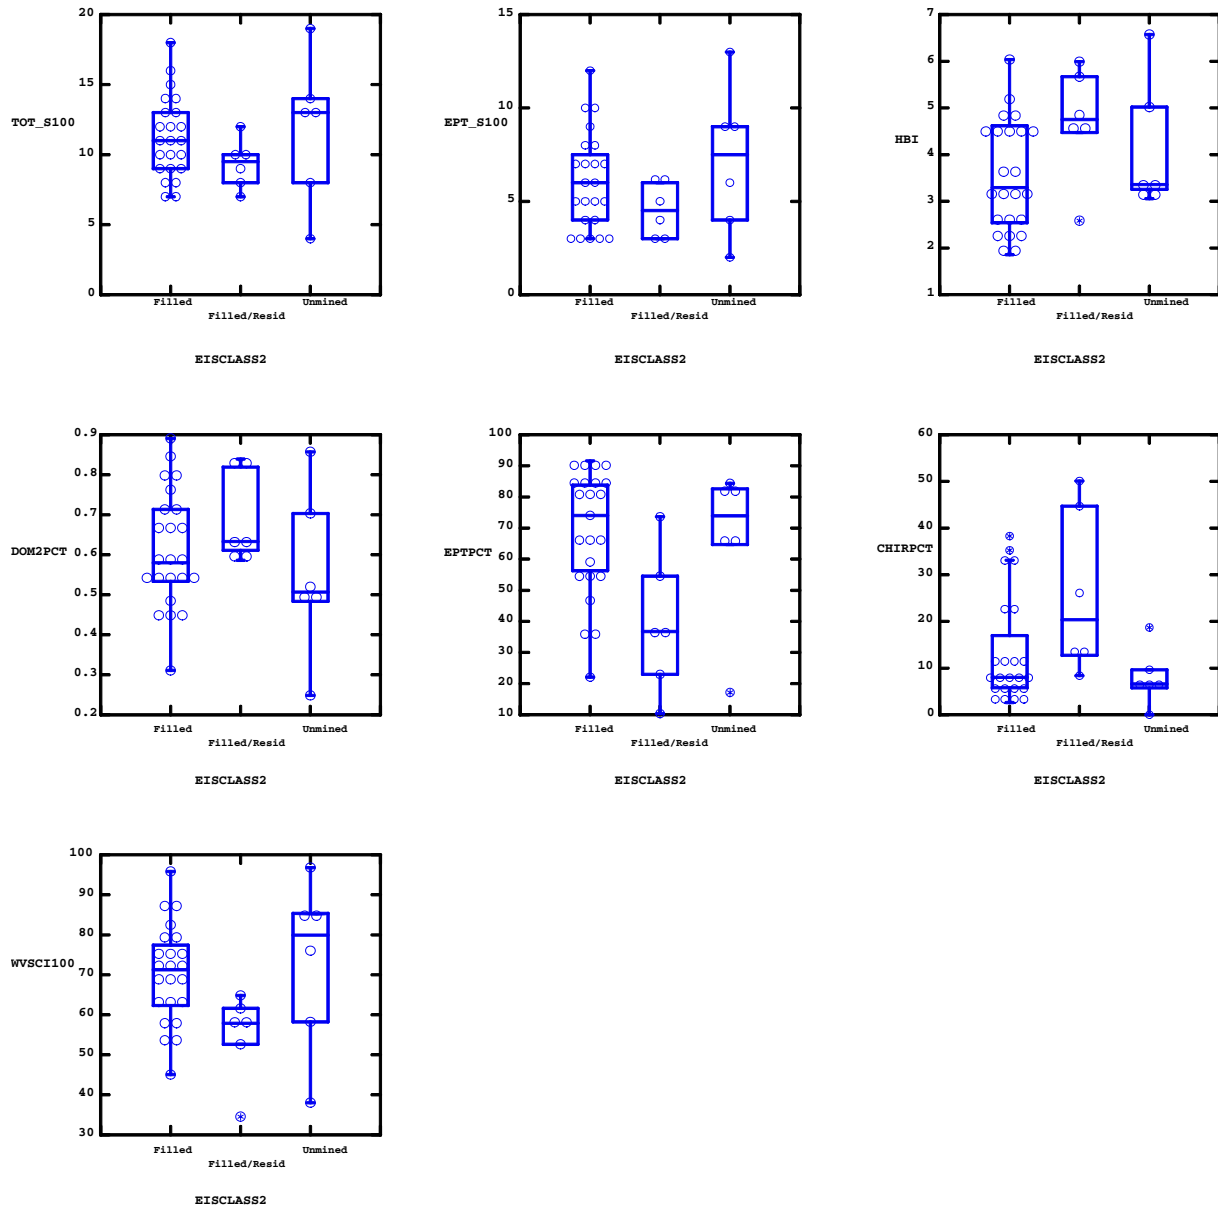 20
15
TOT_S100
10
5
0
Filled
Unmined
Filled/Resid
EISCLASS2
15
10
EPT_S100
5
0
Filled
Unmined
Filled/Resid
EISCLASS2
7
6
5
HBI
4
3
2
1
Filled
Unmined
Filled/Resid
EISCLASS2
0.9
0.8
0.7
DOM2PCT
0.6
0.5
0.4
0.3
0.2
Filled
Unmined
Filled/Resid
EISCLASS2
100
90
80
70
EPTPCT
60
50
40
30
20
10
Filled
Unmined
Filled/Resid
EISCLASS2
60
50
40
CHIRPCT
30
20
10
0
Filled
Unmined
Filled/Resid
EISCLASS2
100
90
80
WVSCI100
70
60
50
40
30
Filled
Unmined
Filled/Resid
EISCLASS2